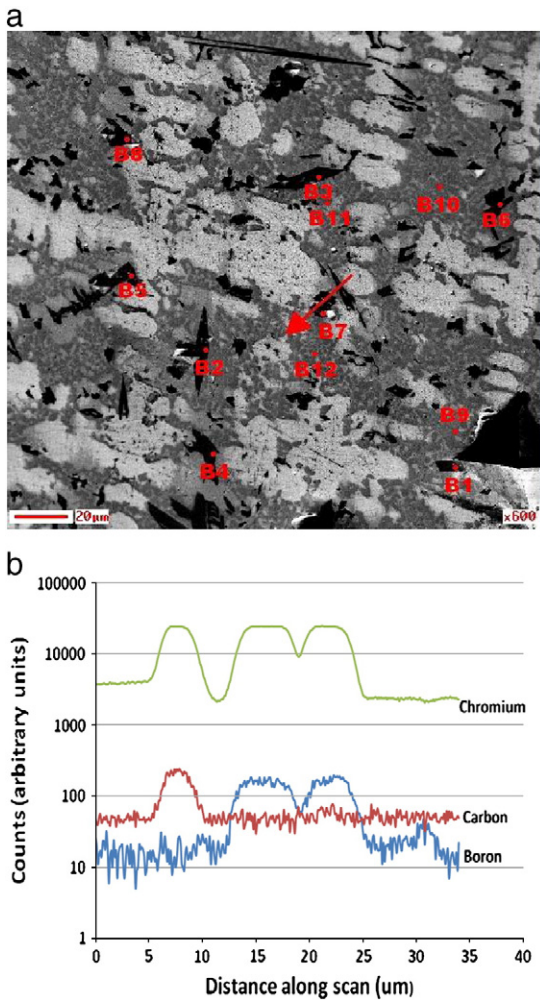 a
B8
B3
B11
B10
B6
B5
B7
B2
B12
B9
B4
B1
20μm
x600
b
Counts (arbitrary units)
100000
10000
1000
100
10
1
Chromium
Carbon
Boron
0 5 10 15 20 25 30 35 40
Distance along scan (um)